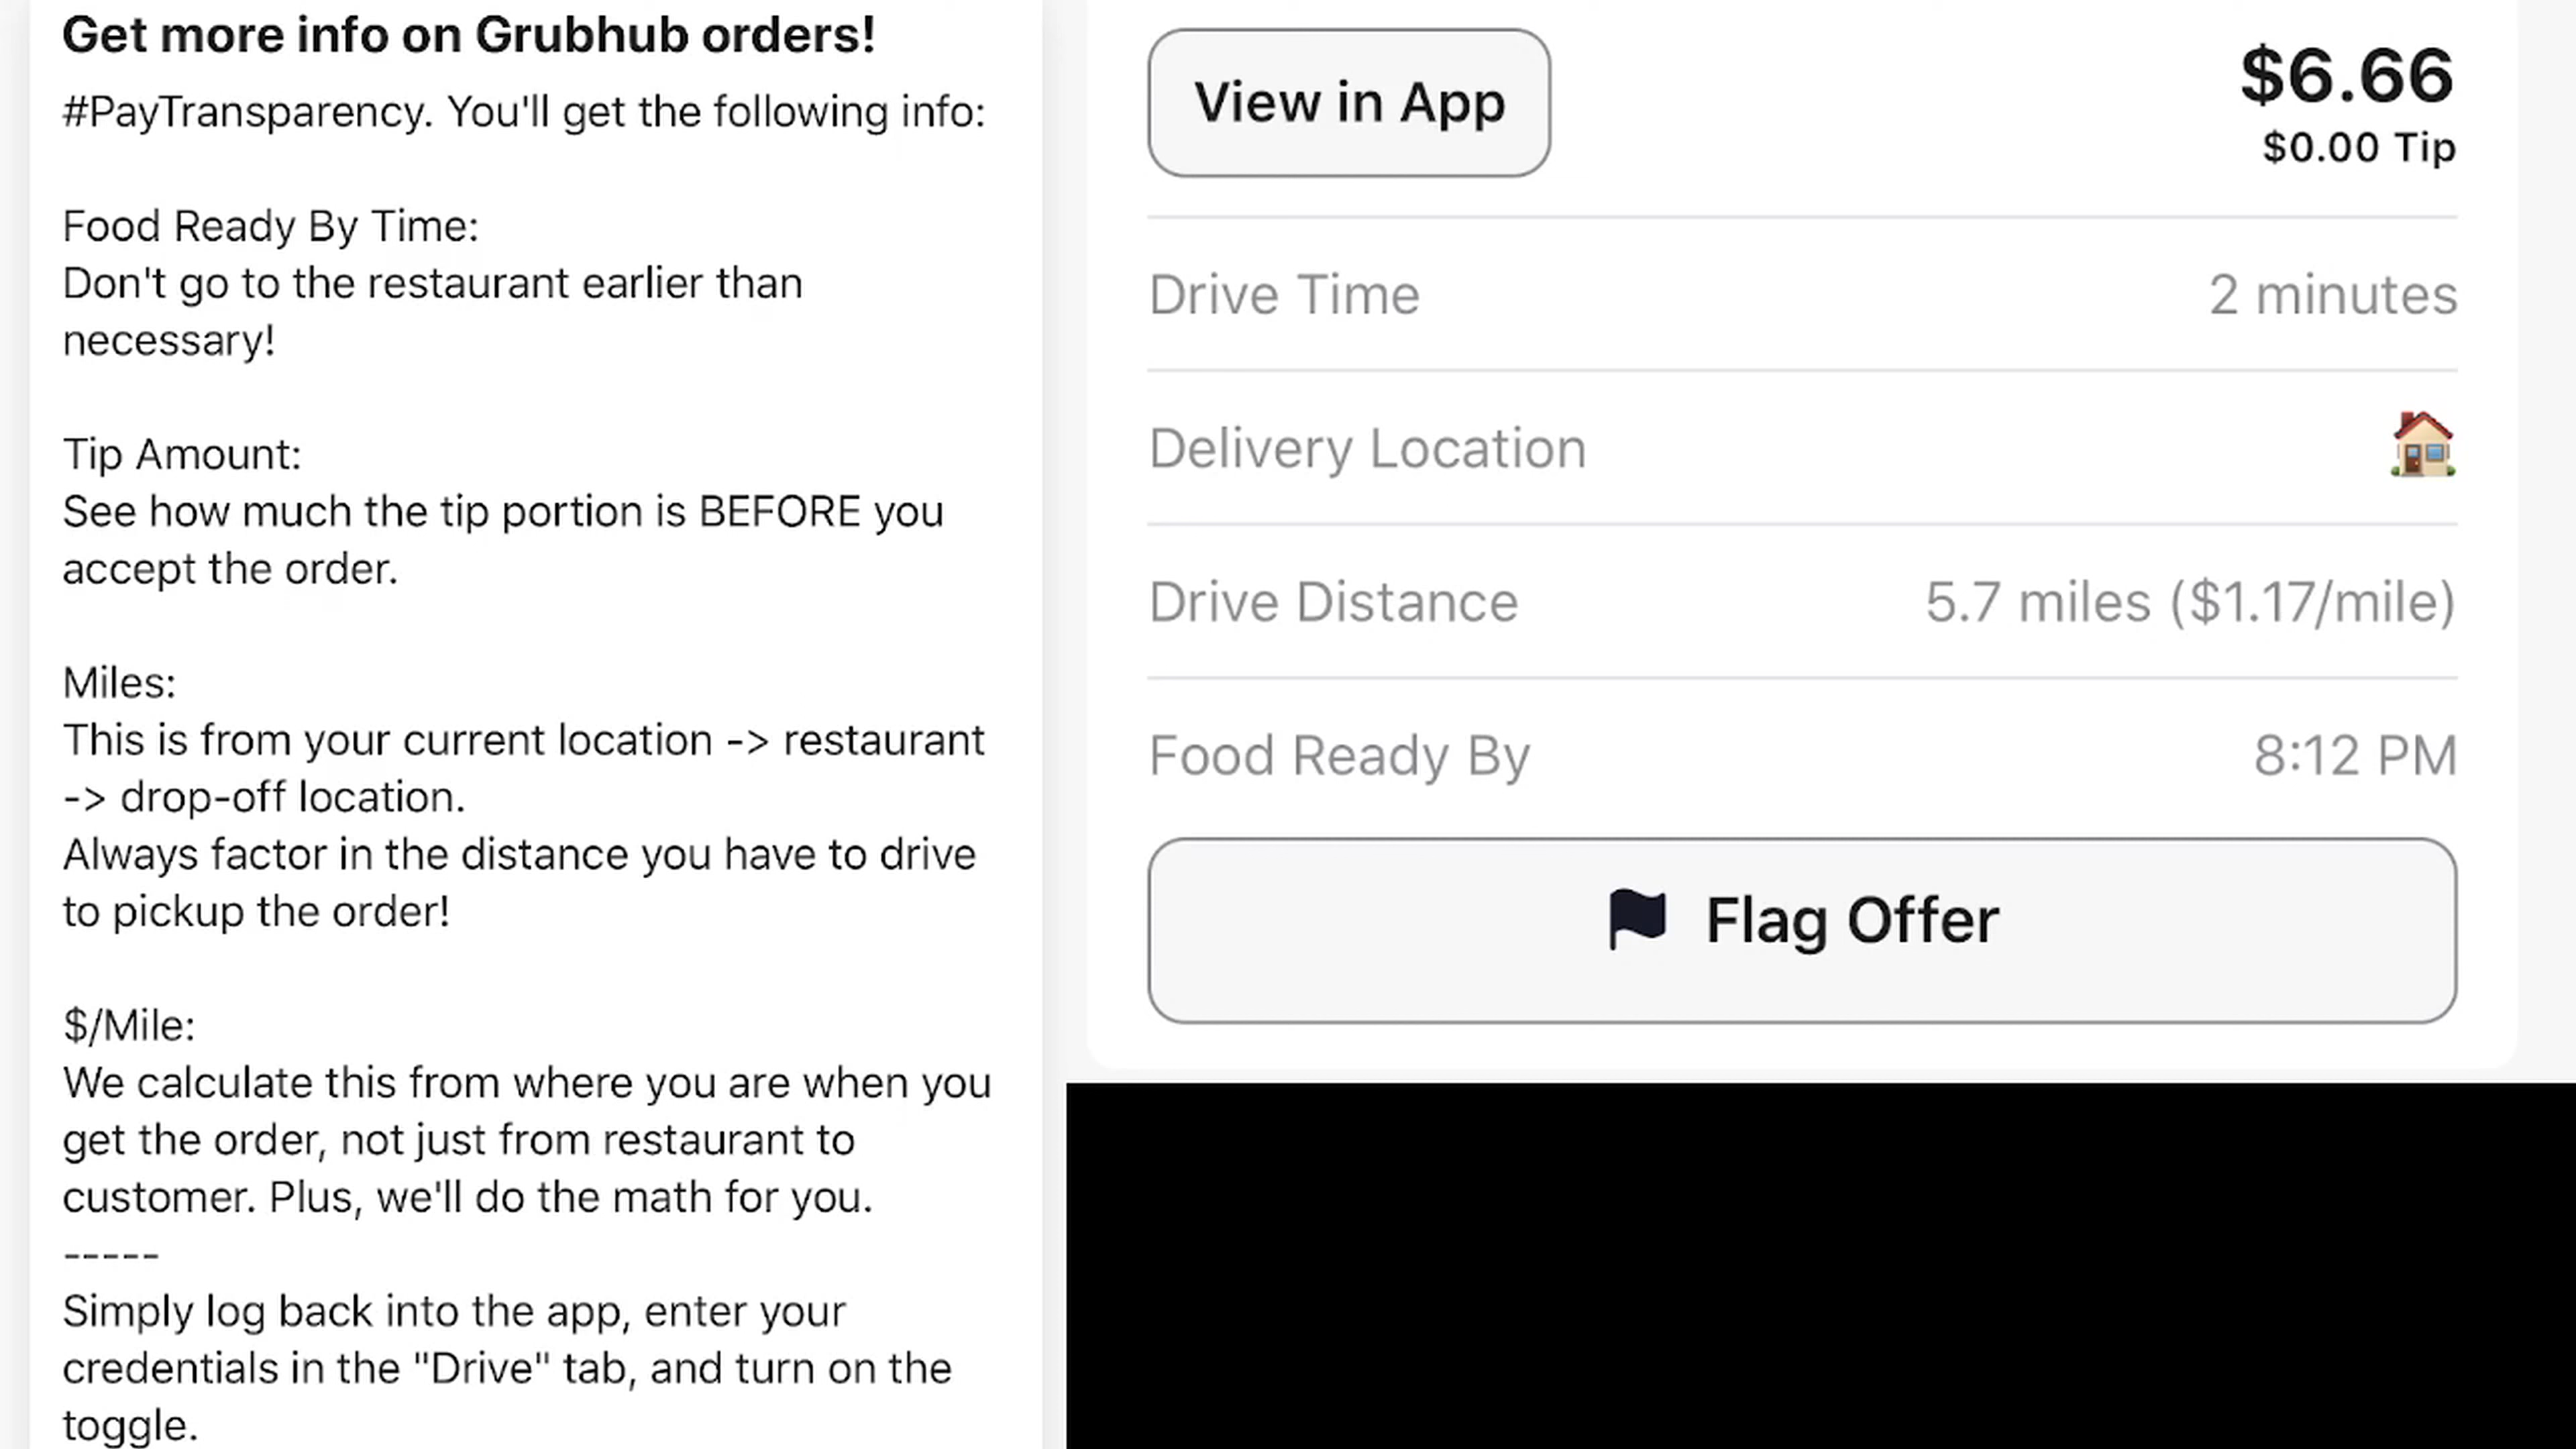 Get more info on Grubhub orders!
#PayTransparency. You'll get the following info:
Food Ready By Time:
Don't go to the restaurant earlier than
necessary!
Tip Amount:
See how much the tip portion is BEFORE you
accept the order.
Miles:
This is from your current location -> restaurant
-> drop-off location.
Always factor in the distance you have to drive
to pickup the order!
$/Mile:
We calculate this from where you are when you
get the order, not just from restaurant to
customer. Plus, we'll do the math for you.
-----
Simply log back into the app, enter your
credentials in the "Drive" tab, and turn on the
toggle.
View in App
$6.66
$0.00 Tip
Drive Time 2 minutes
Delivery Location
Drive Distance 5.7 miles ($1.17/mile)
Food Ready By 8:12 PM
Flag Offer